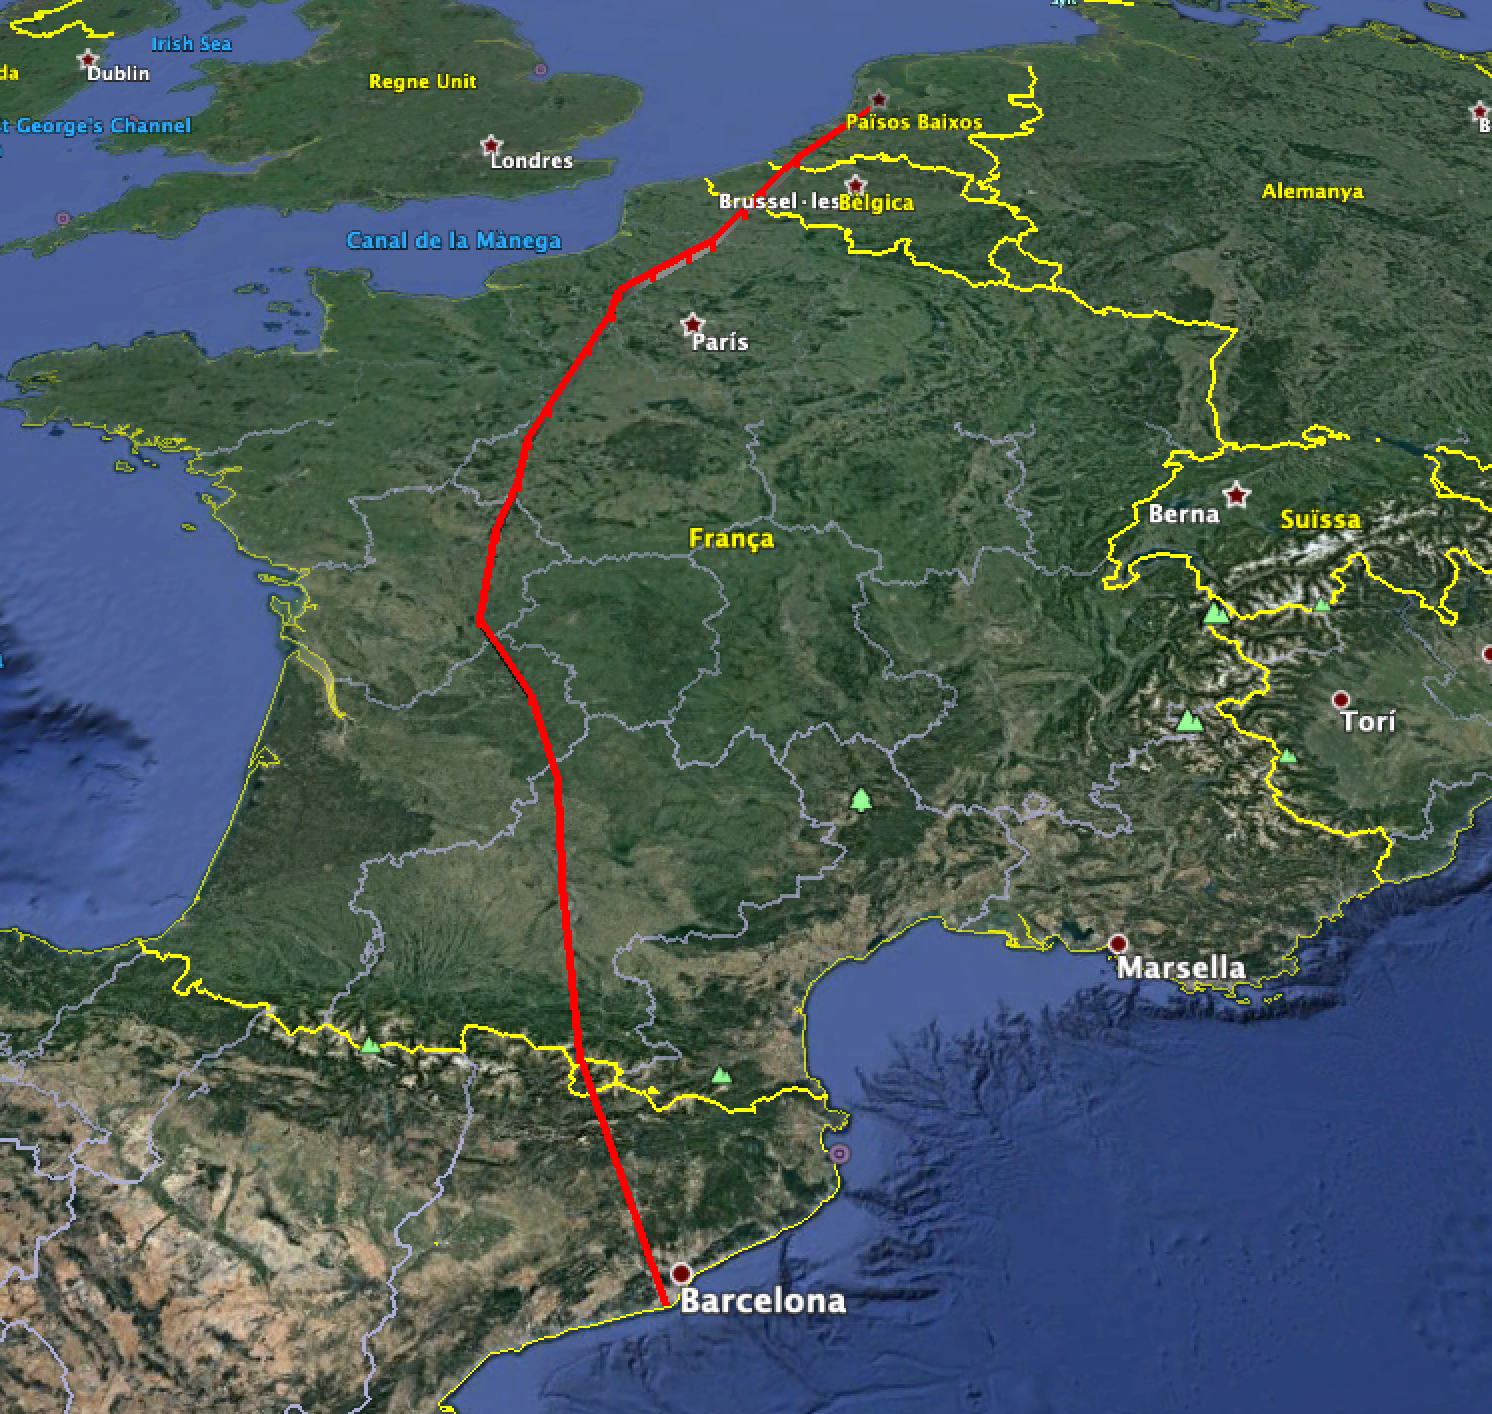 Irish Sea
Dublin
da
Regne Unit
t George's Channel
Països Baixos
B
Londres
Alemanya
Brussel·les
Bèlgica
Canal de la Mànega
París
Berna
Suïssa
França
Torí
Marsella
Barcelona